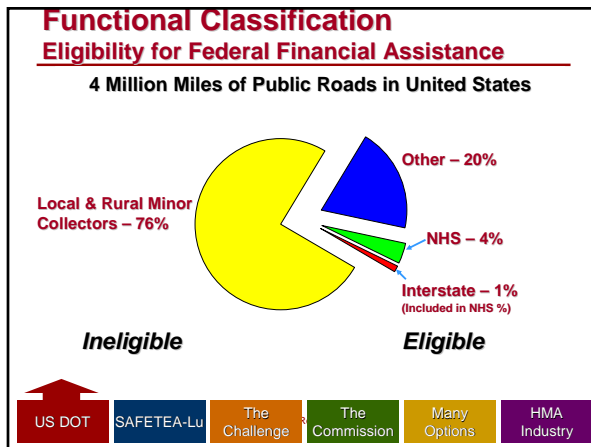 Functional Classification
Eligibility for Federal Financial Assistance
4 Million Miles of Public Roads in United States
Other – 20%
Local & Rural Minor
Collectors – 76%
NHS – 4%
Interstate – 1%
(Included in NHS %)
Ineligible
Eligible
US DOT
SAFETEA-Lu
The
Challenge
The
Commission
Many
Options
HMA
Industry